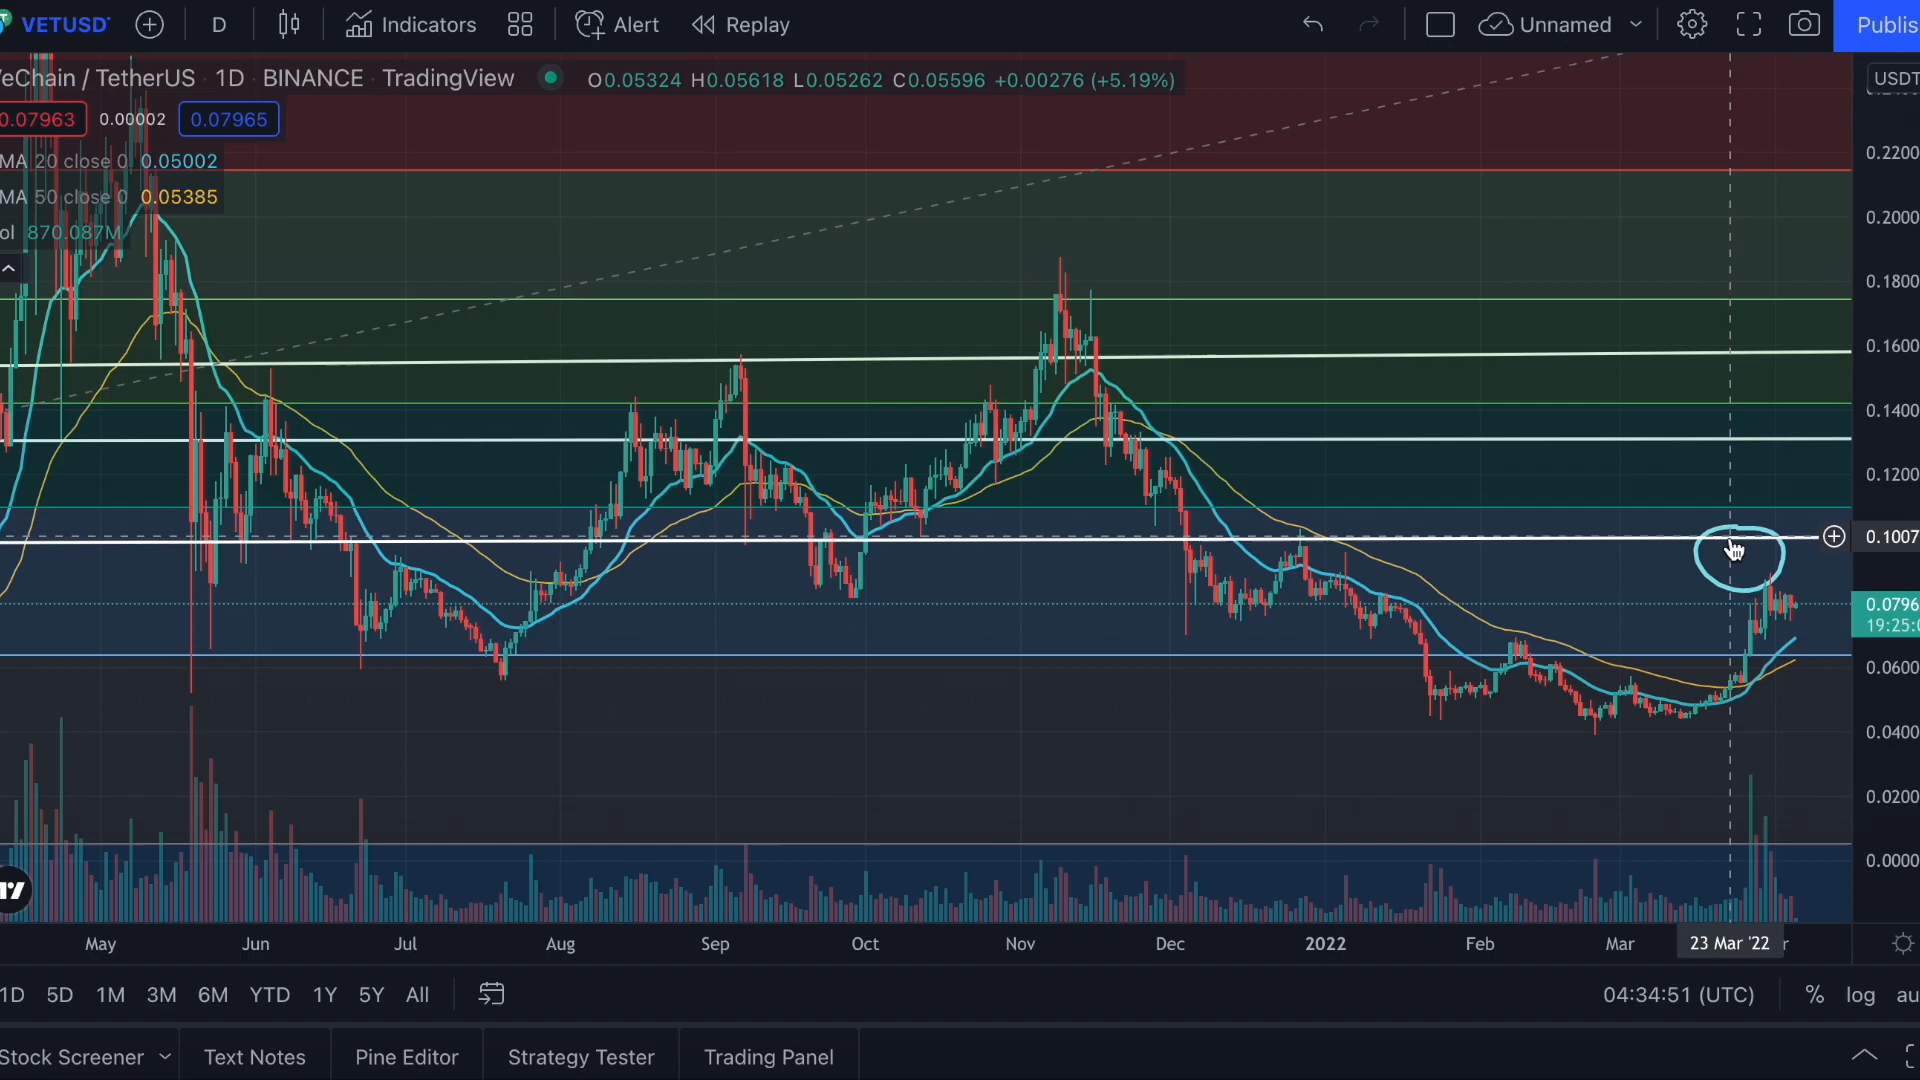 VETUSD
D
Indicators
Alert
Replay
Unnamed
Publis
eChain / TetherUS · 1D · BINANCE · TradingView
O0.05324 H0.05618 L0.05262 C0.05596 +0.00276 (+5.19%)
USDT
0.07963 0.00002 0.07965
MA 20 close 0 0.05002
MA 50 close 0 0.05385
ol 870.087M
0.2200
0.2000
0.1800
0.1600
0.1400
0.1200
0.1007
0.0796
19:25:0
0.0600
0.0400
0.0200
0.0000
May Jun Jul Aug Sep Oct Nov Dec 2022 Feb Mar 23 Mar '22 r
1D 5D 1M 3M 6M YTD 1Y 5Y All
04:34:51 (UTC) % log au
Stock Screener Text Notes Pine Editor Strategy Tester Trading Panel